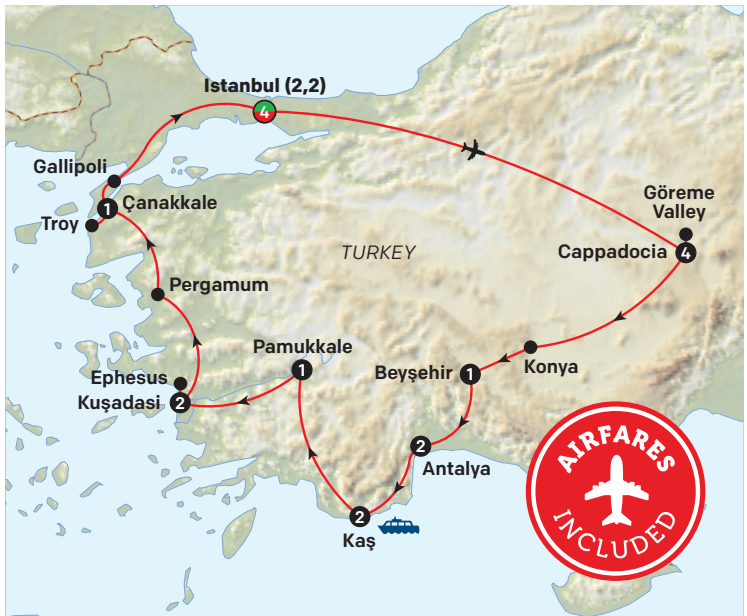 Istanbul (2,2)
4
Gallipoli
1 Çanakkale
Troy
Göreme
Valley
Cappadocia 4
TURKEY
Pergamum
Pamukkale
1
Beyşehir 1
Konya
Ephesus
Kuşadasi 2
2
Antalya
2
Kaş
AIRFARES
INCLUDED